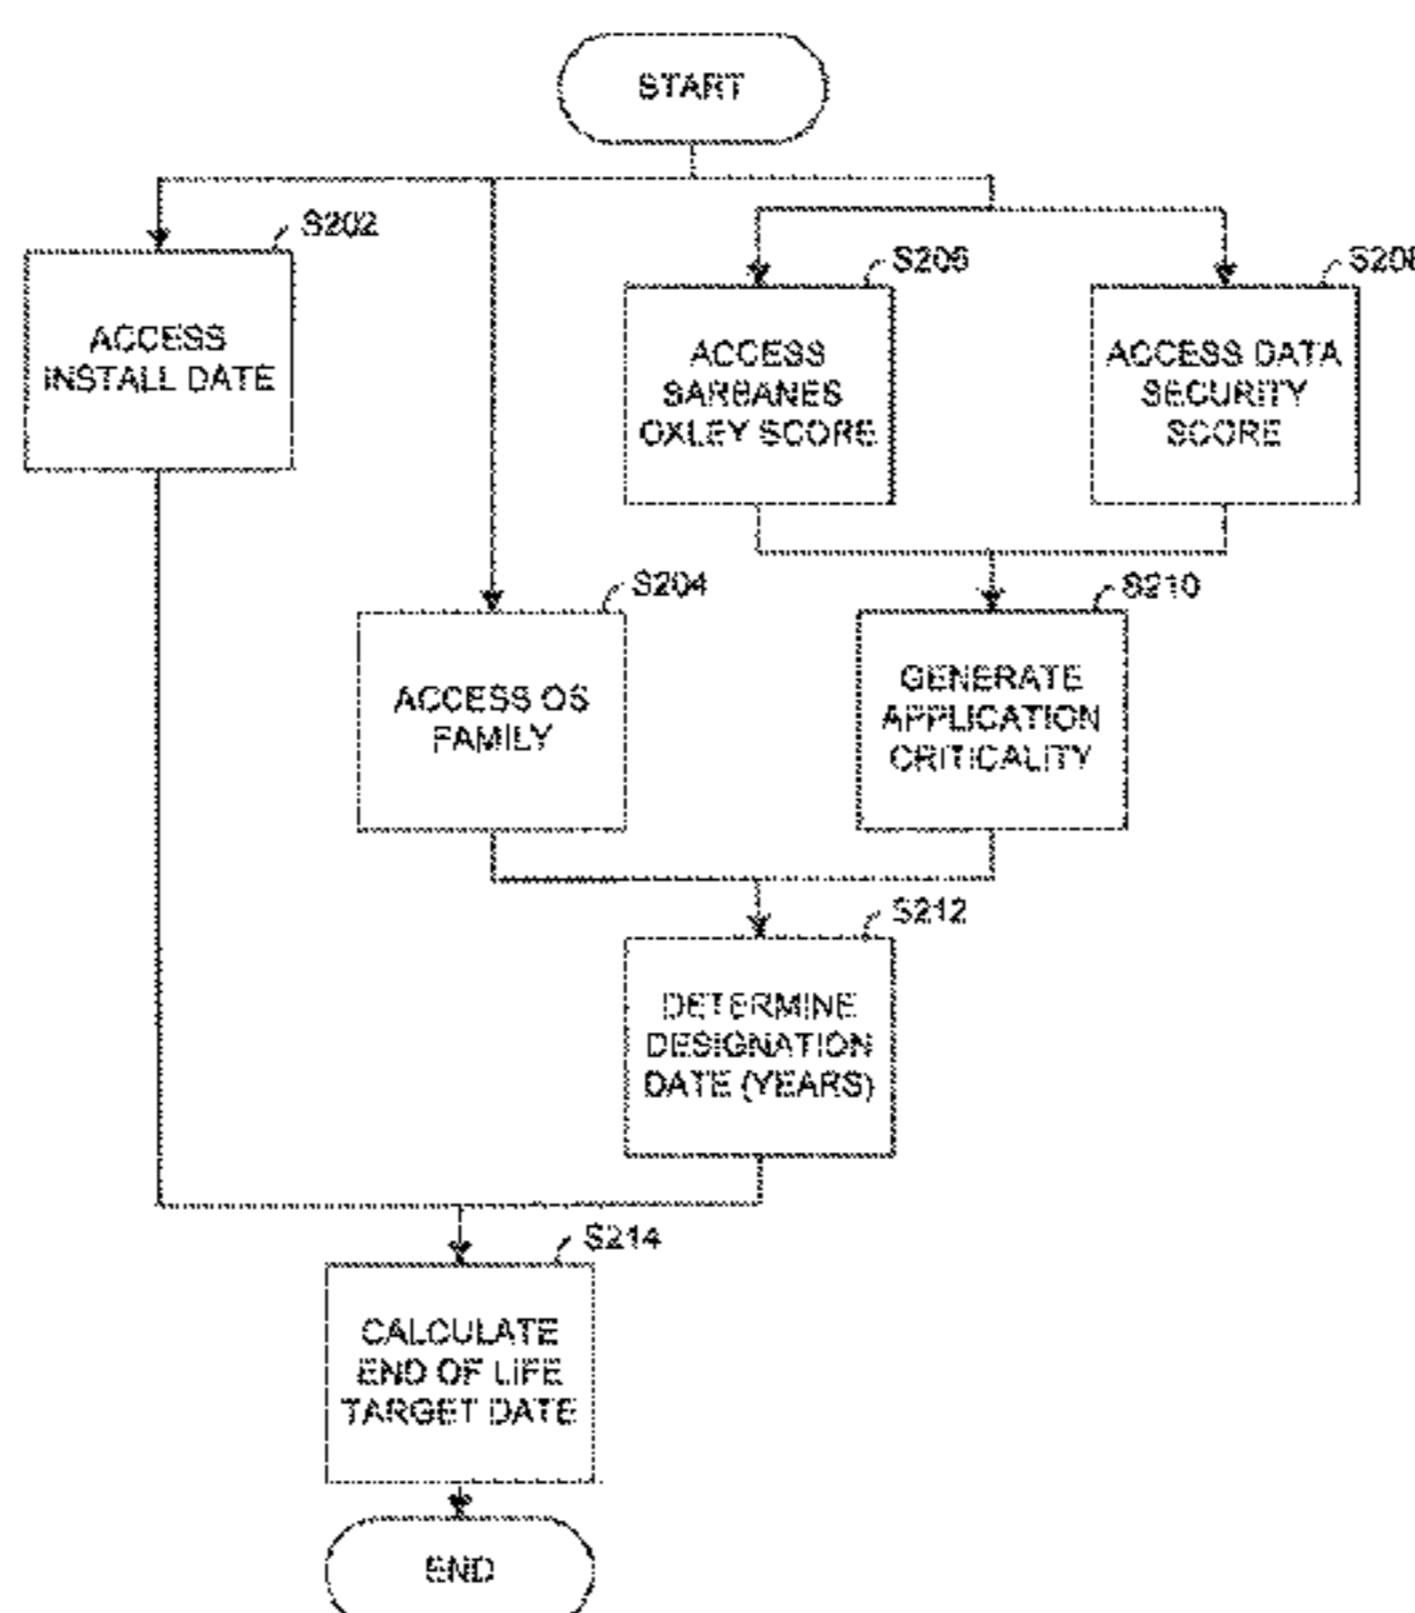 START
S202
ACCESS
INSTALL DATE
S206
ACCESS
SARBANES
OXLEY SCORE
S208
ACCESS DATA
SECURITY
SCORE
S204
ACCESS OS
FAMILY
S210
GENERATE
APPLICATION
CRITICALITY
S212
DETERMINE
DESIGNATION
DATE (YEARS)
S214
CALCULATE
END OF LIFE
TARGET DATE
END